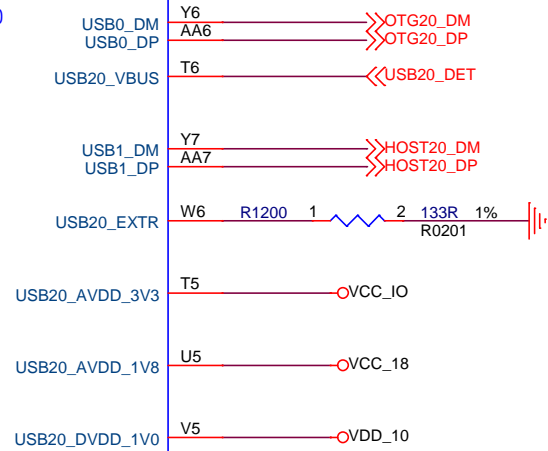 )
USB0_DM Y6 OTG20_DM
USB0_DP AA6 OTG20_DP
USB20_VBUS T6 USB20_DET
USB1_DM Y7 HOST20_DM
USB1_DP AA7 HOST20_DP
USB20_EXTR W6 R1200 1 2 133R 1%
R0201
USB20_AVDD_3V3 T5 VCC_IO
USB20_AVDD_1V8 U5 VCC_18
USB20_DVDD_1V0 V5 VDD_10